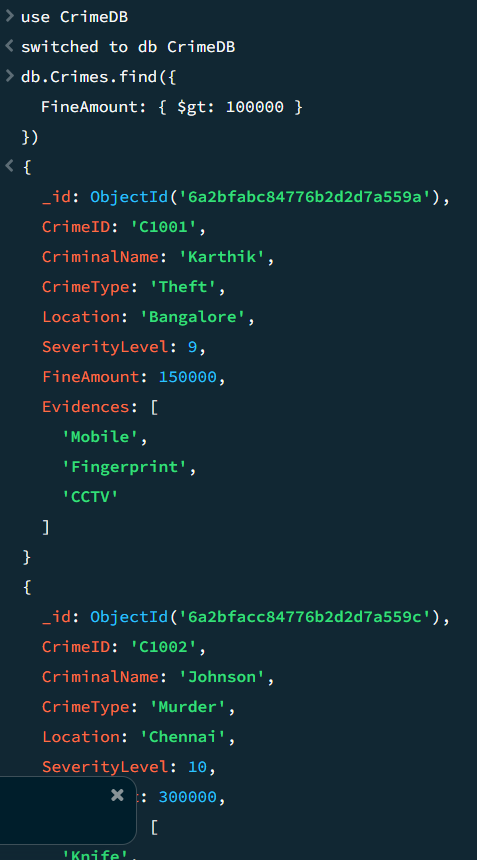 use CrimeDB
switched to db CrimeDB
db.Crimes.find({
FineAmount: { $gt: 100000 }
})
{
_id: ObjectId('6a2bfabc84776b2d2d7a559a'),
CrimeID: 'C1001',
CriminalName: 'Karthik',
CrimeType: 'Theft',
Location: 'Bangalore',
SeverityLevel: 9,
FineAmount: 150000,
Evidences: [
'Mobile',
'Fingerprint',
'CCTV'
]
}
{
_id: ObjectId('6a2bfacc84776b2d2d7a559c'),
CrimeID: 'C1002',
CriminalName: 'Johnson',
CrimeType: 'Murder',
Location: 'Chennai',
SeverityLevel: 10,
: 300000,
[
'Knife',